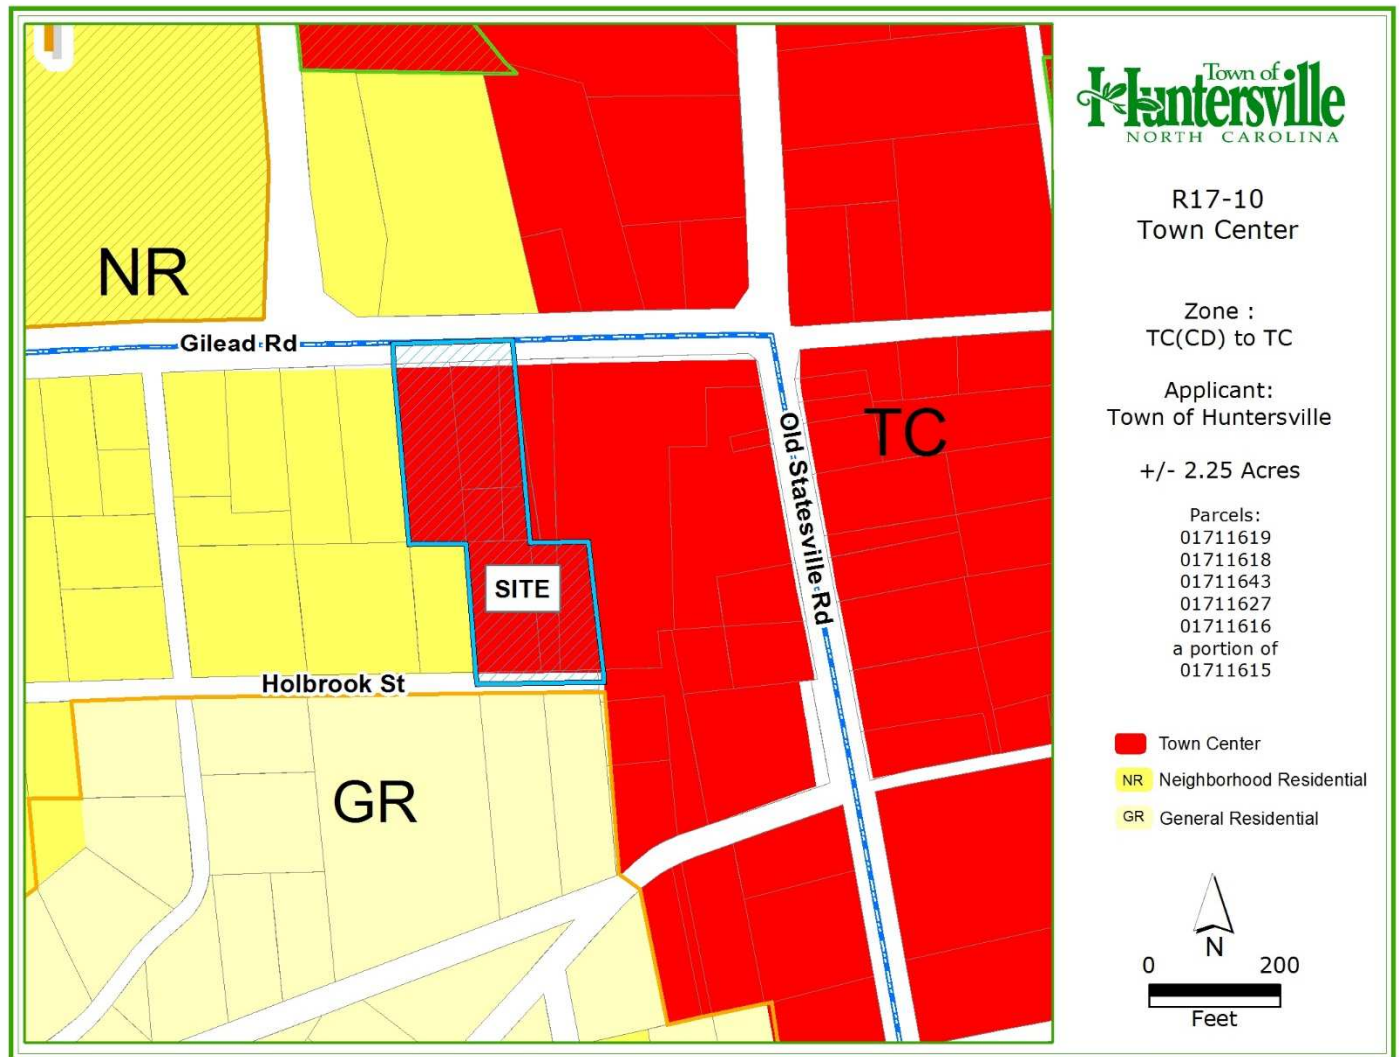 NR
Gilead Rd
TC
Old Statesville Rd
SITE
Holbrook St
GR
Town of
Huntersville
NORTH CAROLINA
R17-10
Town Center
Zone :
TC(CD) to TC
Applicant:
Town of Huntersville
+/- 2.25 Acres
Parcels:
01711619
01711618
01711643
01711627
01711616
a portion of
01711615
Town Center
NR Neighborhood Residential
GR General Residential
N
0 200
Feet